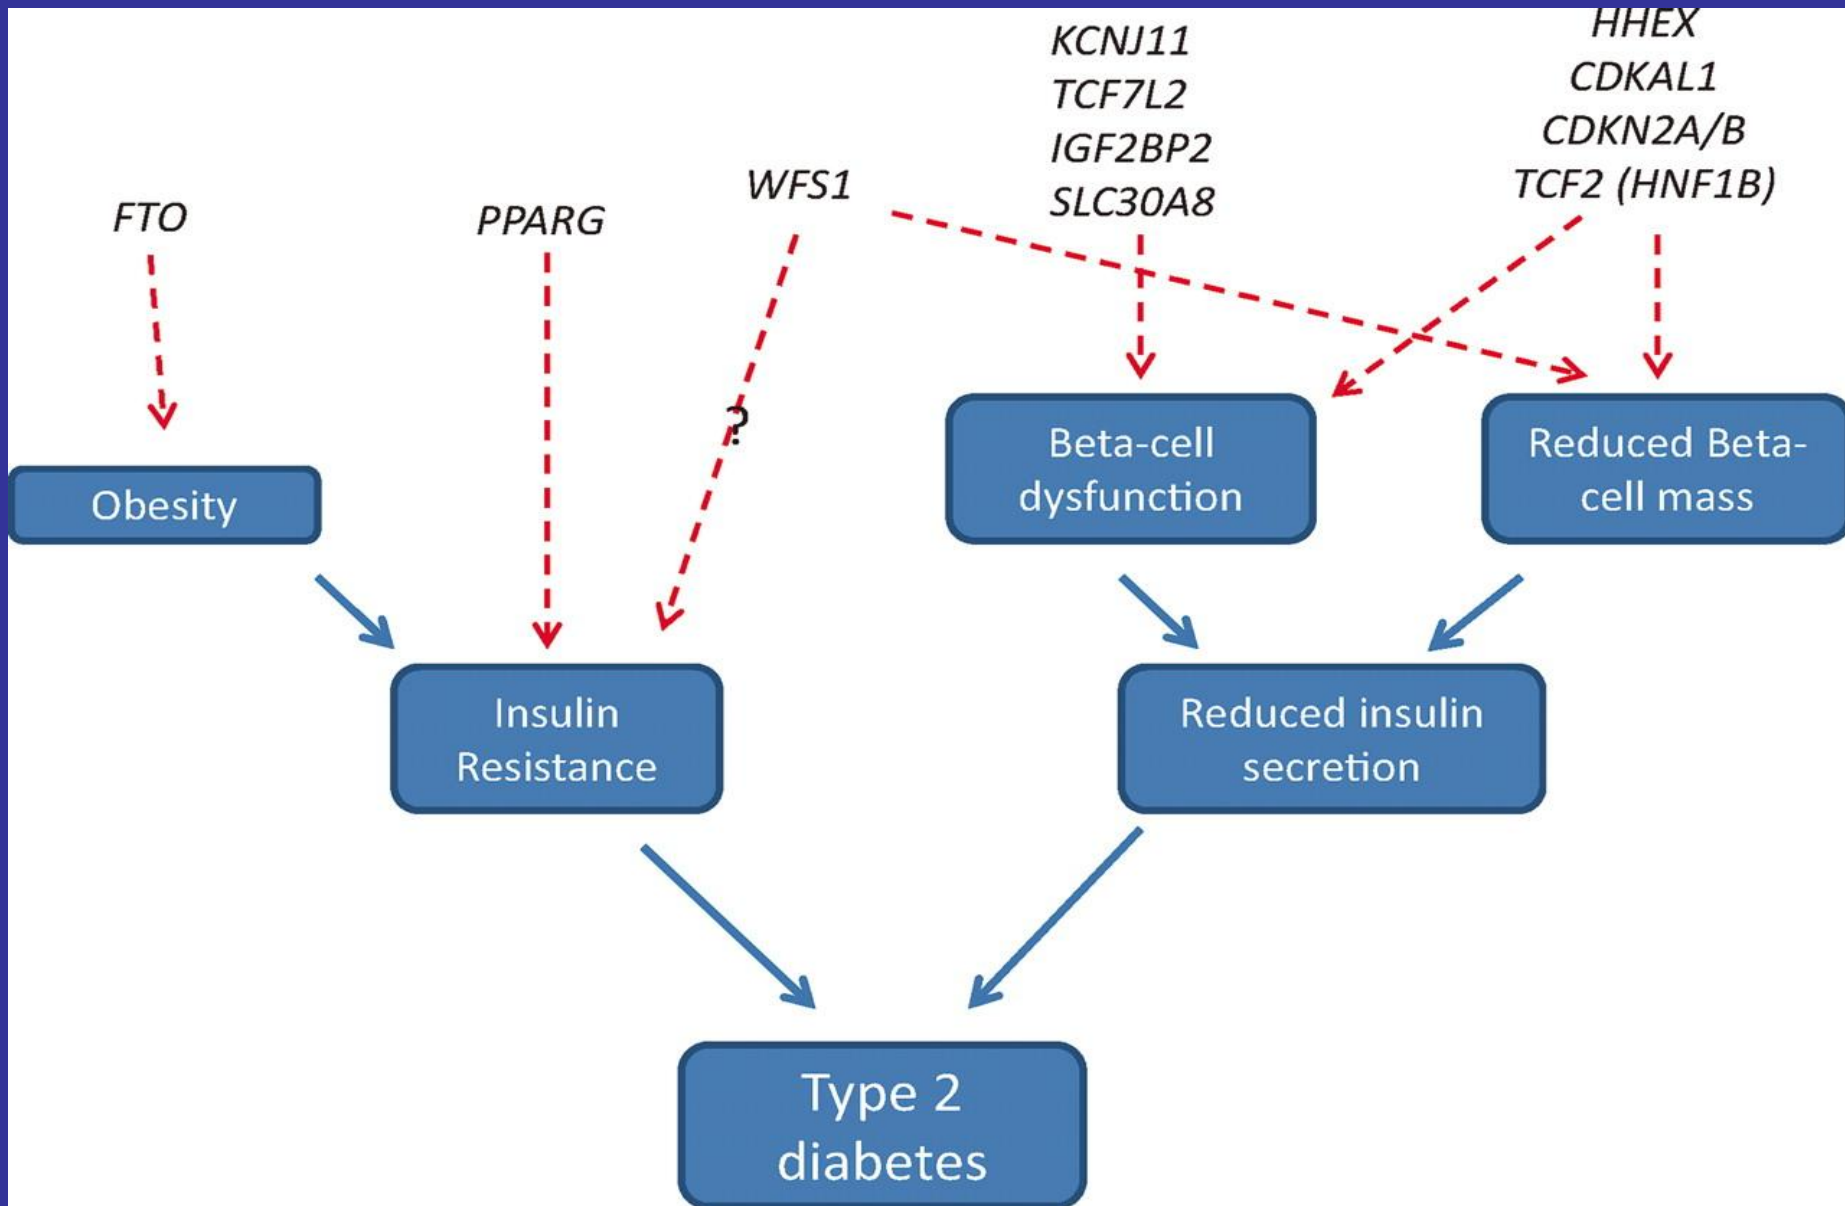 FTO
PPARG
WFS1
KCNJ11
TCF7L2
IGF2BP2
SLC30A8
HHEX
CDKAL1
CDKN2A/B
TCF2 (HNF1B)
?
Obesity
Beta-cell
dysfunction
Reduced Beta-
cell mass
Insulin
Resistance
Reduced insulin
secretion
Type 2
diabetes